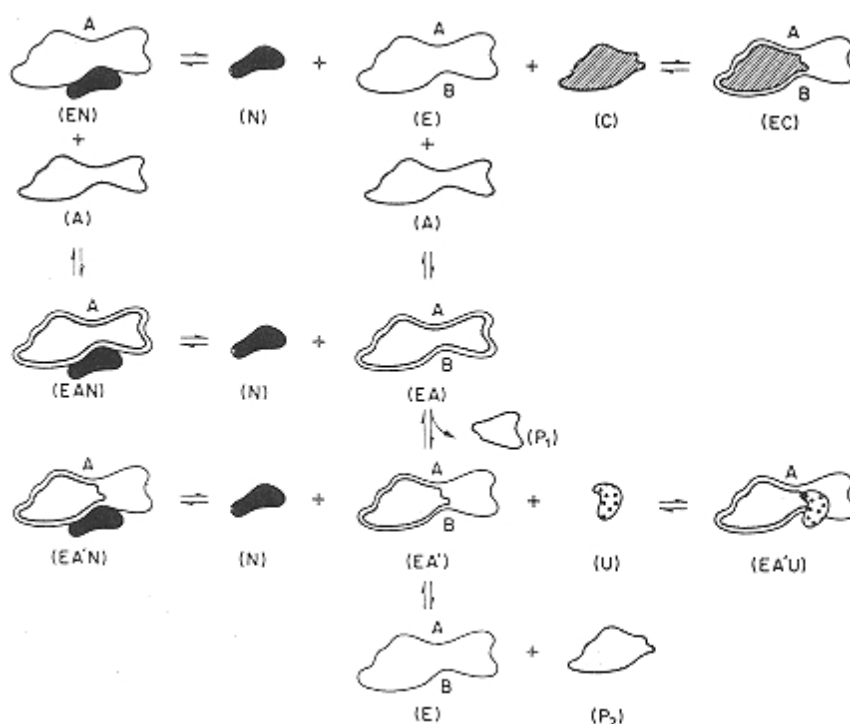 A A A
B B
(EN) (N) + (E) + (C) (EC)
+ +
(A) (A)
A A
B
(EAN) (N) + (EA)
(P₁)
A A A
B
(EA'N) (N) + (EA') + (U) (EA'U)
A
B
(E) + (P₂)